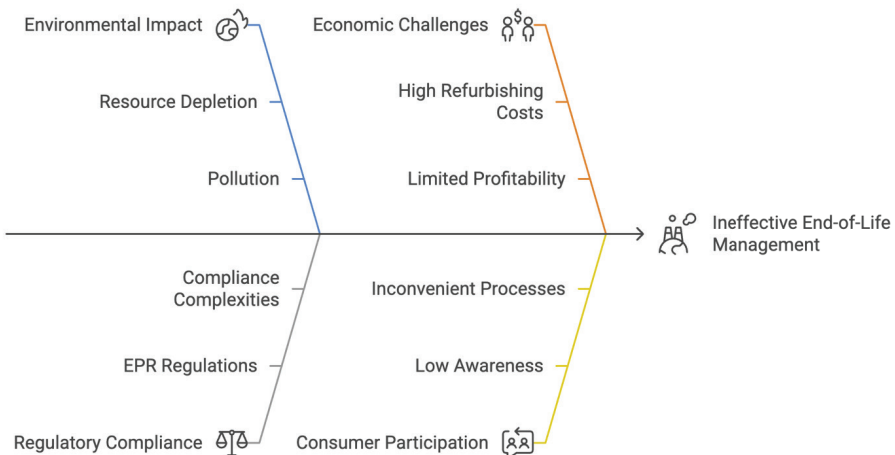 Environmental Impact
Economic Challenges
Resource Depletion
High Refurbishing
Costs
Pollution
Limited Profitability
Ineffective End-of-Life
Management
Compliance
Complexities
Inconvenient Processes
EPR Regulations
Low Awareness
Regulatory Compliance
Consumer Participation